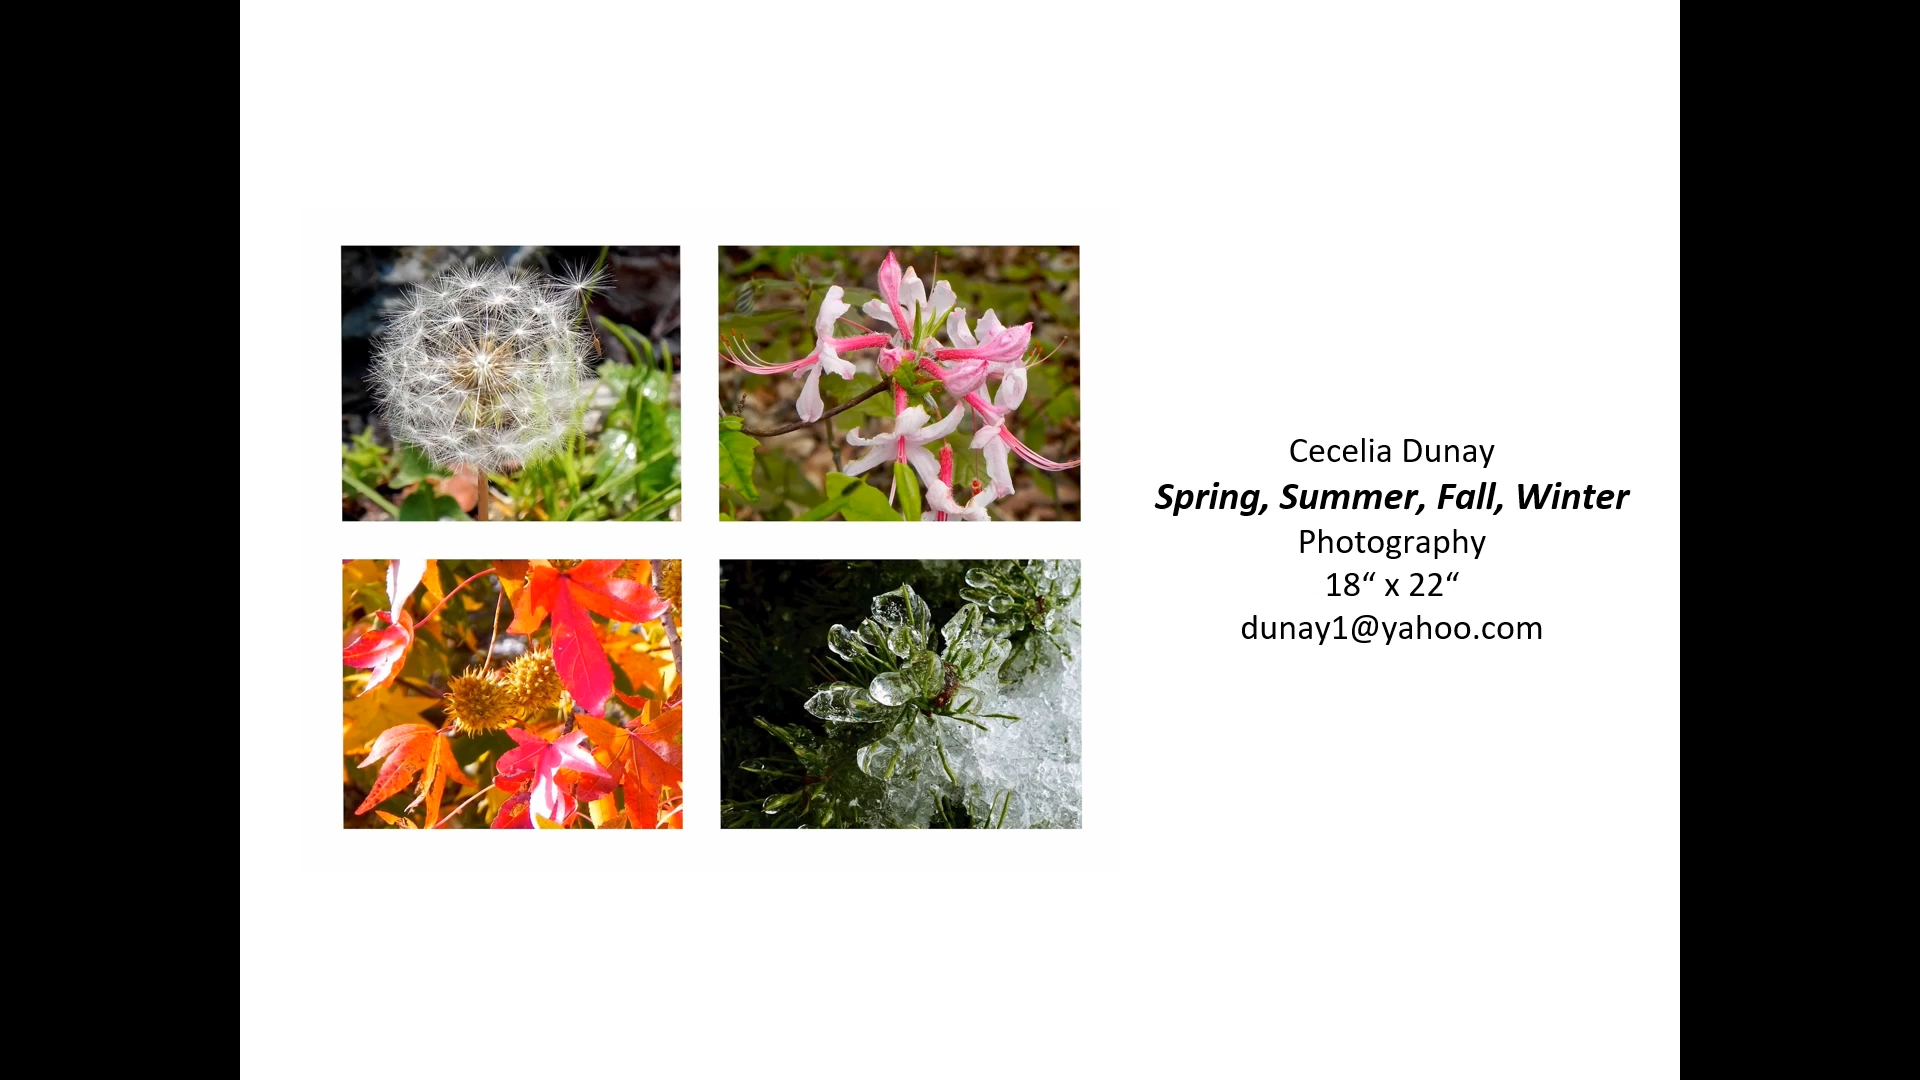 Cecelia Dunay
Spring, Summer, Fall, Winter
Photography
18“ x 22“
dunay1@yahoo.com